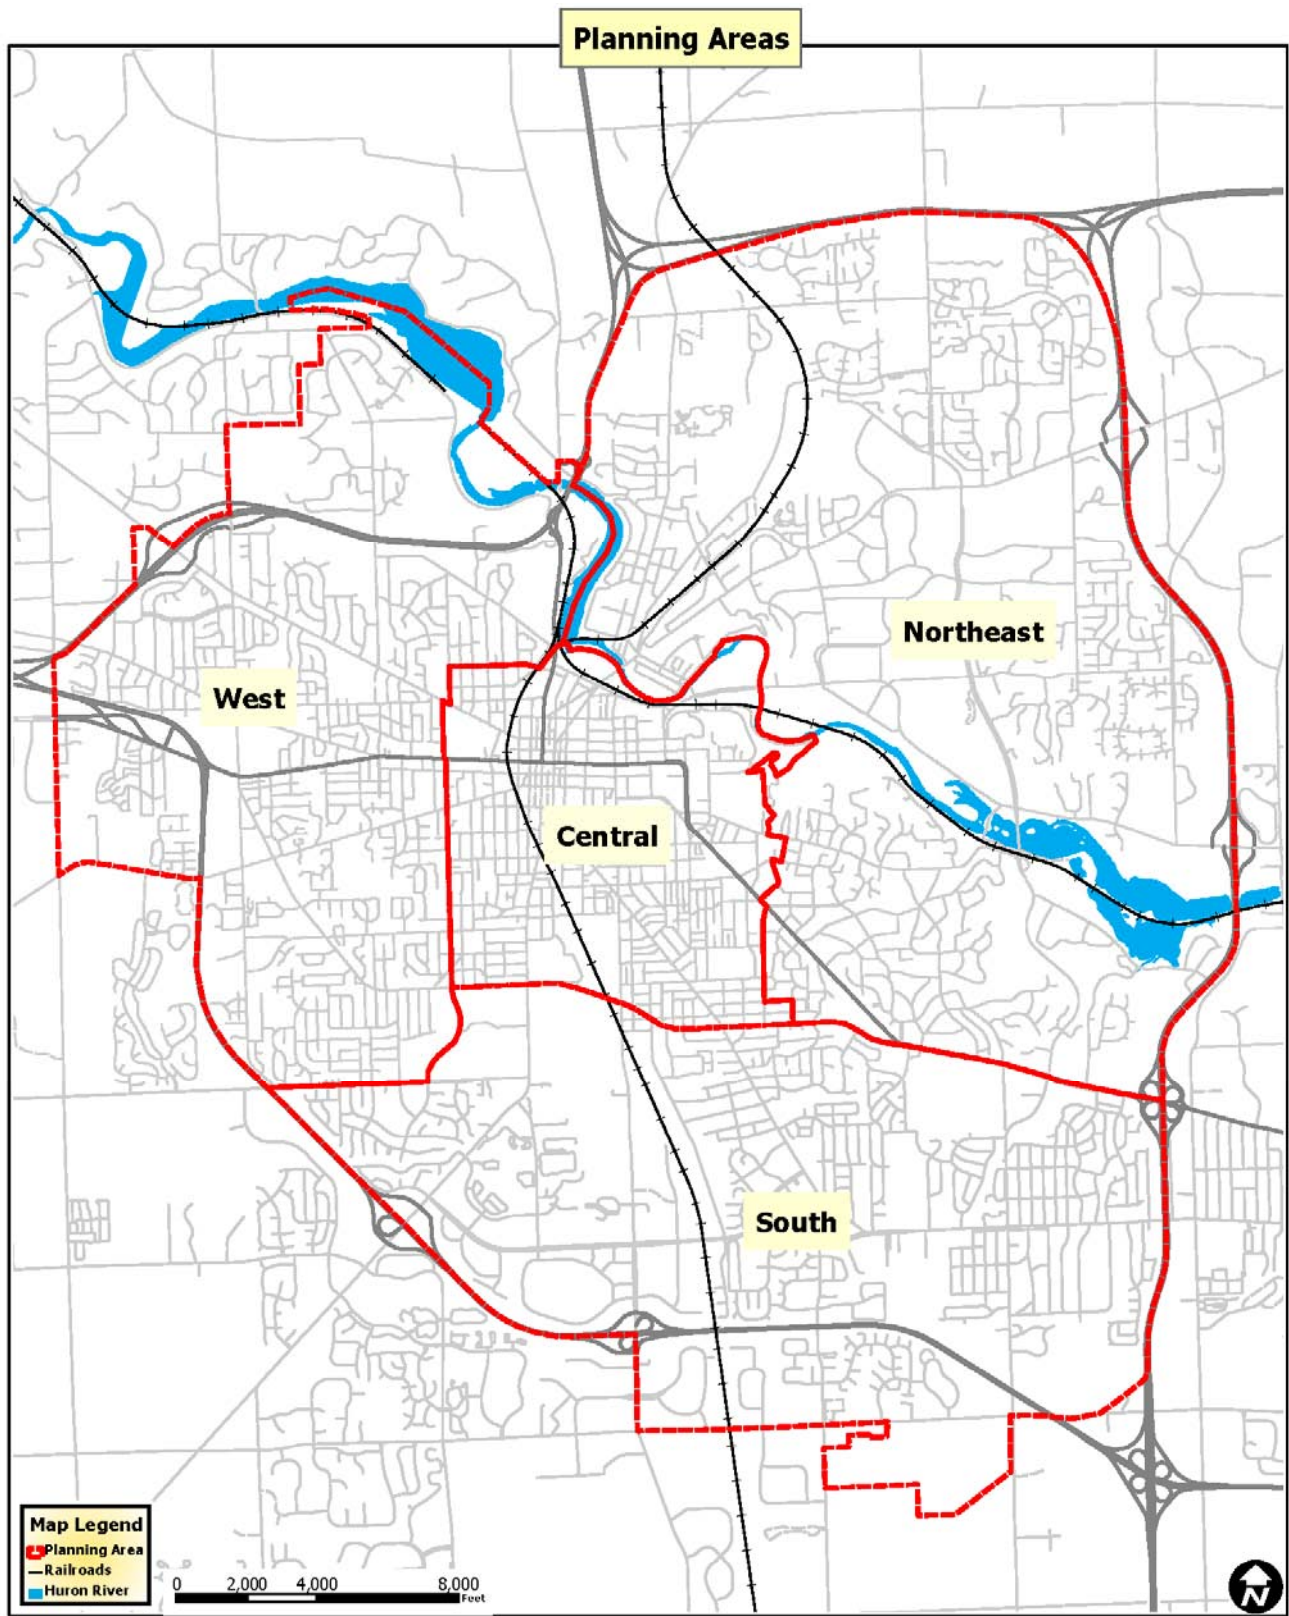 Planning Areas
Northeast
West
Central
South
Map Legend
Planning Area
Railroads
Huron River
0 2,000 4,000 8,000
Feet
N